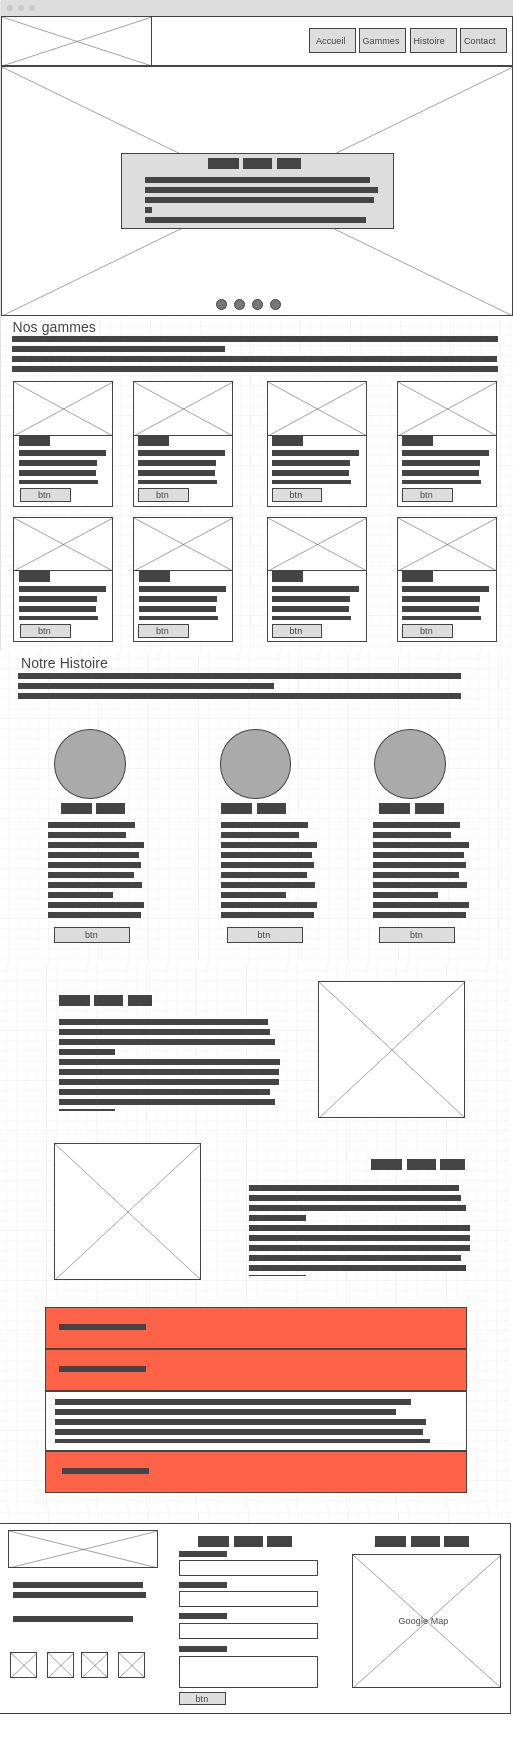 Accueil Gammes Histoire Contact
Nos gammes
btn btn btn btn
btn btn btn btn
Notre Histoire
btn btn btn
Google Map
btn